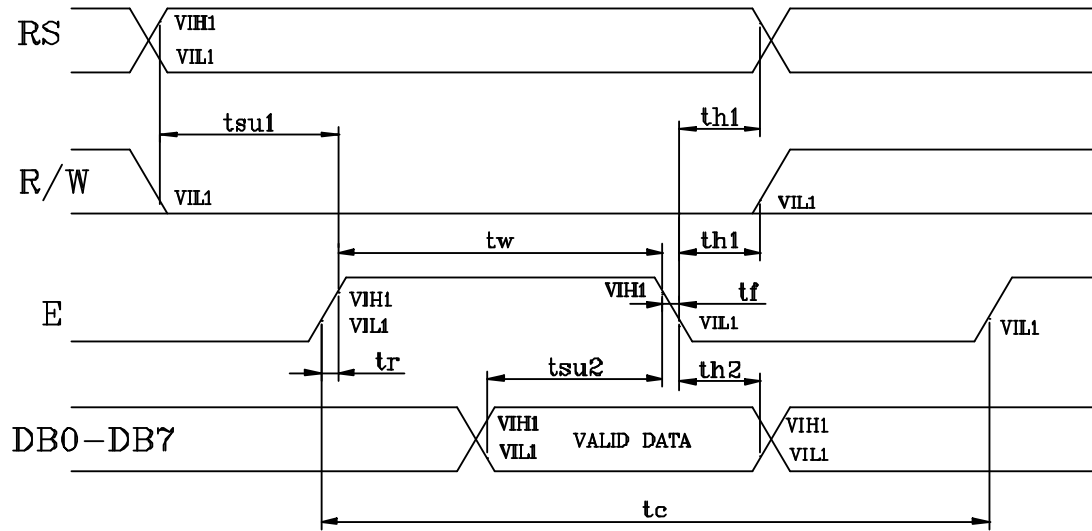 RS
VIH1
VIL1
tsu1
th1
R/W
VIL1
VIL1
tw
th1
E
VIH1
VIL1
VIH1
tf
VIL1
VIL1
tr
tsu2
th2
DB0-DB7
VIH1
VIL1
VALID DATA
VIH1
VIL1
tc